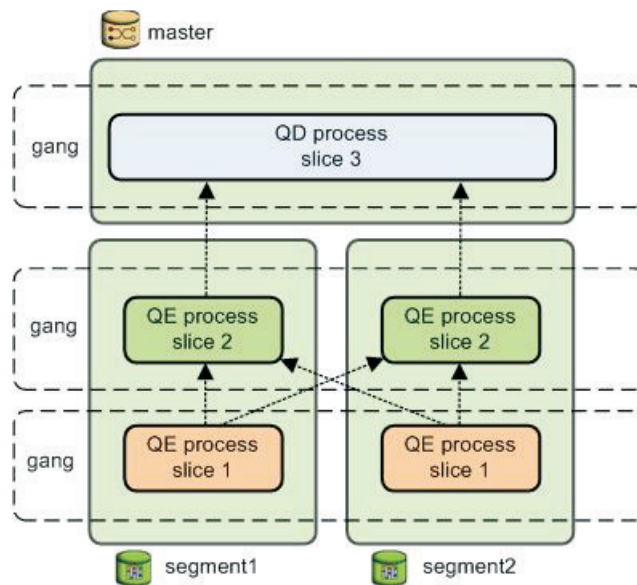 master
gang
QD process
slice 3
gang
QE process
slice 2
QE process
slice 2
gang
QE process
slice 1
QE process
slice 1
segment1
segment2